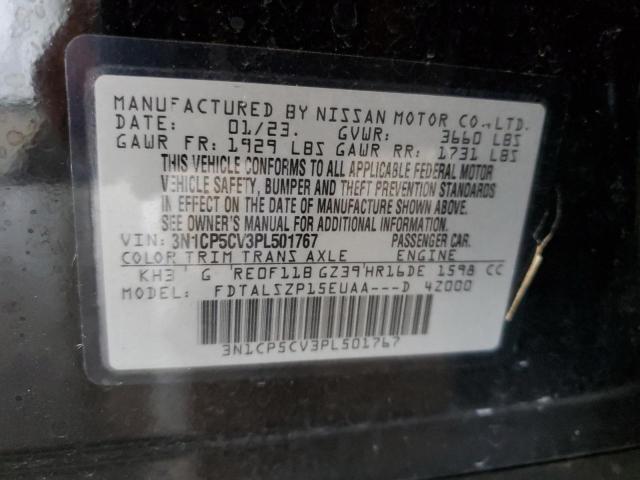 MANUFACTURED BY NISSAN MOTOR CO.,LTD.
DATE: 01/23. GVWR: 3660 LBS
GAWR FR: 1929 LBS GAWR RR: 1731 LBS
THIS VEHICLE CONFORMS TO ALL APPLICABLE FEDERAL MOTOR
VEHICLE SAFETY, BUMPER AND THEFT PREVENTION STANDARDS
IN EFFECT ON THE DATE OF MANUFACTURE SHOWN ABOVE.
SEE OWNER'S MANUAL FOR ADDITIONAL INFORMATION.
VIN: 3N1CP5CV3PL501767 PASSENGER CAR.
COLOR TRIM TRANS AXLE ENGINE
KH3 G RE0F11B GZ39 HR16DE 1598 CC
MODEL: FDTALSZP15EUAA---D 4Z000
3N1CP5CV3PL501767